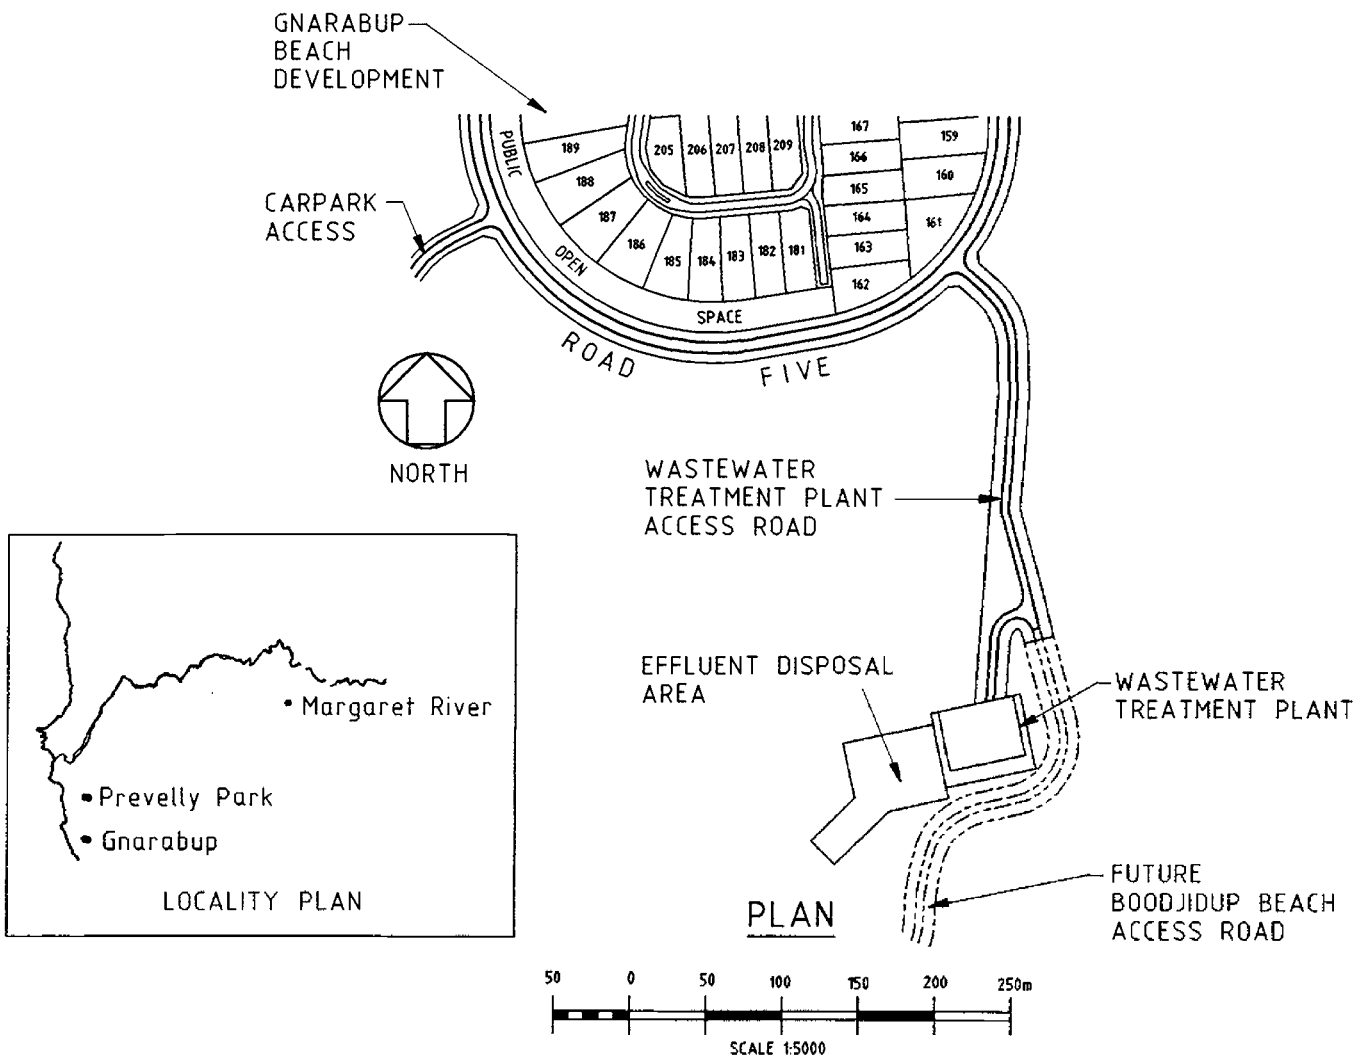 GNARABUP
BEACH
DEVELOPMENT
CARPARK
ACCESS
PUBLIC
OPEN
SPACE
189
188
187
186
185
184
183
182
181
205
206
207
208
209
167
166
165
164
163
162
159
160
161
ROAD FIVE
NORTH
WASTEWATER
TREATMENT PLANT
ACCESS ROAD
EFFLUENT DISPOSAL
AREA
WASTEWATER
TREATMENT PLANT
FUTURE
BOODJIDUP BEACH
ACCESS ROAD
Margaret River
Prevelly Park
Gnarabup
LOCALITY PLAN
PLAN
50 0 50 100 150 200 250m
SCALE 1:5000